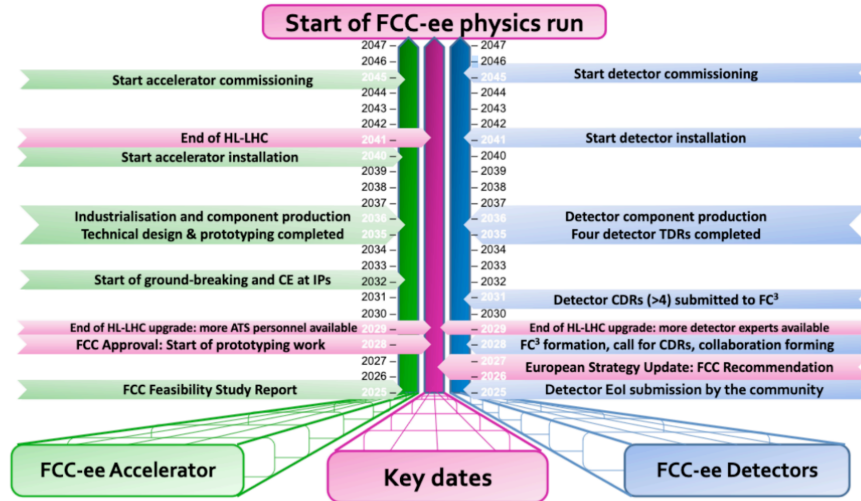 Start of FCC-ee physics run
2047 2047
2046 2046
Start accelerator commissioning 2045 2045 Start detector commissioning
2044 2044
2043 2043
2042 2042
End of HL-LHC 2041 2041 Start detector installation
Start accelerator installation 2040 2040
2039 2039
2038 2038
2037 2037
Industrialisation and component production 2036 2036 Detector component production
Technical design & prototyping completed 2035 2035 Four detector TDRs completed
2034 2034
2033 2033
Start of ground-breaking and CE at IPs 2032 2032
2031 2031 Detector CDRs (>4) submitted to FC³
2030 2030
End of HL-LHC upgrade: more ATS personnel available 2029 2029 End of HL-LHC upgrade: more detector experts available
FCC Approval: Start of prototyping work 2028 2028 FC³ formation, call for CDRs, collaboration forming
2027 2027 European Strategy Update: FCC Recommendation
2026 2026
FCC Feasibility Study Report 2025 2025 Detector EoI submission by the community
FCC-ee Accelerator
Key dates
FCC-ee Detectors